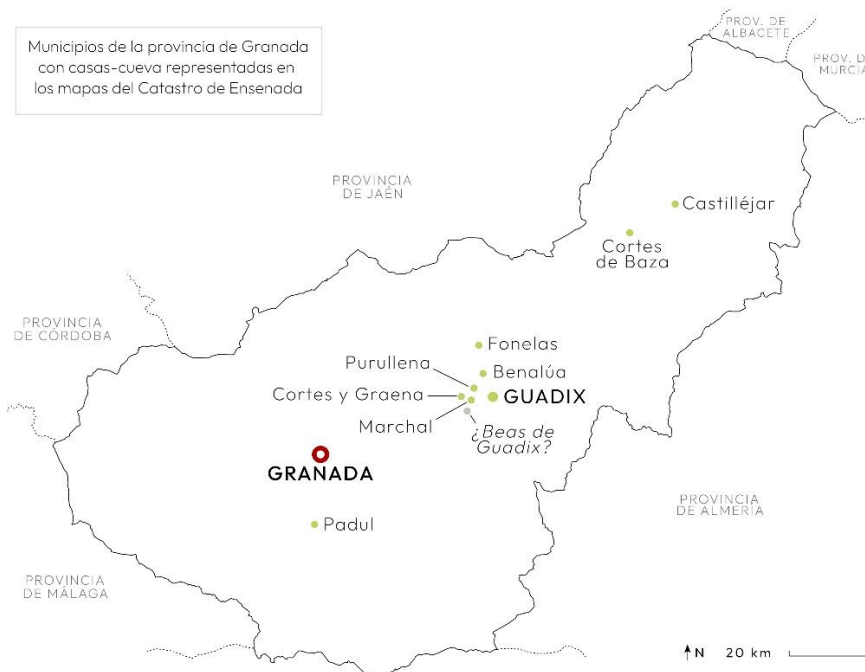 Municipios de la provincia de Granada
con casas-cueva representadas en
los mapas del Catastro de Ensenada
PROV. DE
ALBACETE
PROV. D
MURCIA
PROVINCIA
DE JAÉN
Castilléjar
Cortes
de Baza
PROVINCIA
DE CÓRDOBA
Fonelas
Purullena
Benalúa
Cortes y Graena
GUADIX
Marchal
¿Beas de
Guadix?
GRANADA
PROVINCIA
DE ALMERÍA
Padul
PROVINCIA
DE MÁLAGA
N 20 km